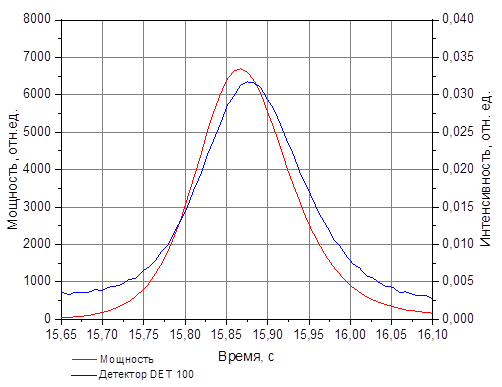 8000 0,040
7000 0,035
6000 0,030
5000 0,025
4000 0,020
3000 0,015
2000 0,010
1000 0,005
0 0,000
Мощность, отн.ед.
Интенсивность, отн. ед.
15,65 15,70 15,75 15,80 15,85 15,90 15,95 16,00 16,05 16,10
Время, с
Мощность
Детектор DET 100